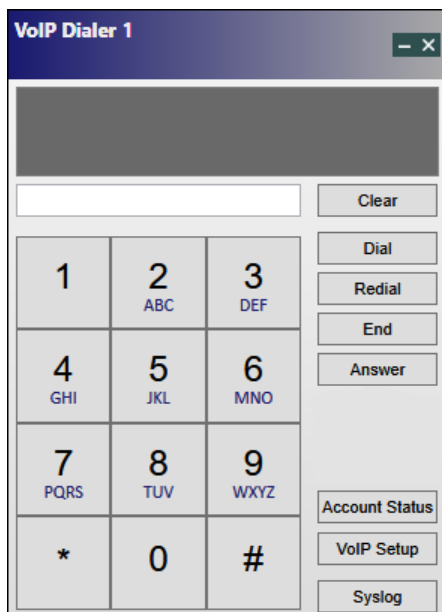 VoIP Dialer 1
Clear
Dial
Redial
End
Answer
1
2
ABC
3
DEF
4
GHI
5
JKL
6
MNO
7
PQRS
8
TUV
9
WXYZ
*
0
#
Account Status
VoIP Setup
Syslog